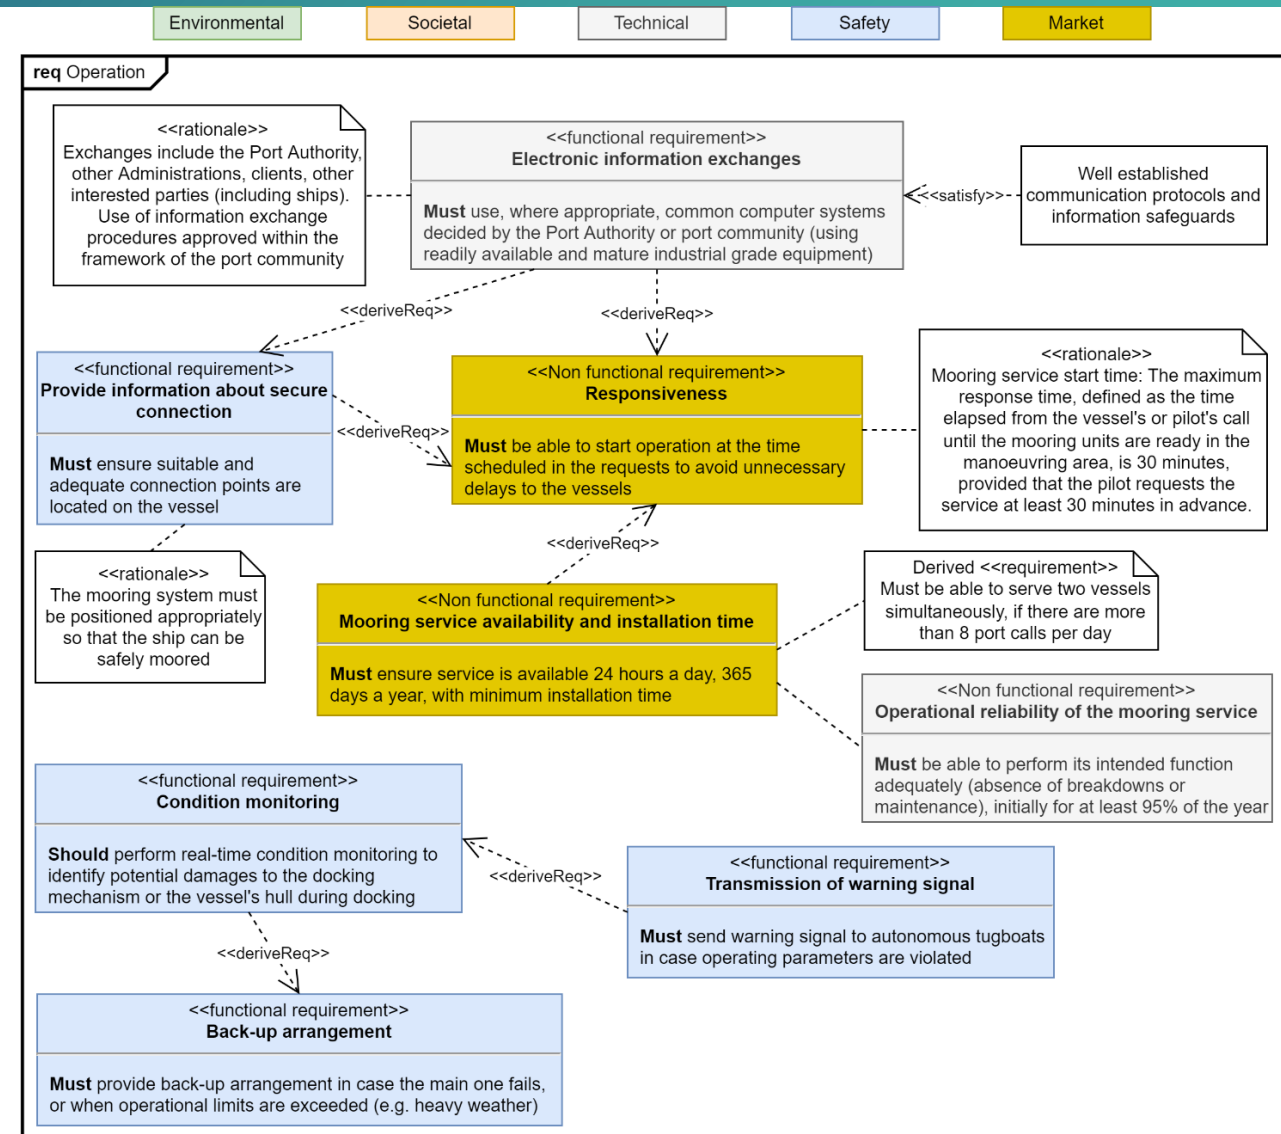 Environmental
Societal
Technical
Safety
Market
req Operation
<<rationale>>
Exchanges include the Port Authority,
other Administrations, clients, other
interested parties (including ships).
Use of information exchange
procedures approved within the
framework of the port community
<<functional requirement>>
Electronic information exchanges
Must use, where appropriate, common computer systems
decided by the Port Authority or port community (using
readily available and mature industrial grade equipment)
<<satisfy>>
Well established
communication protocols and
information safeguards
<<deriveReq>>
<<deriveReq>>
<<functional requirement>>
Provide information about secure
connection
Must ensure suitable and
adequate connection points are
located on the vessel
<<deriveReq>>
<<Non functional requirement>>
Responsiveness
Must be able to start operation at the time
scheduled in the requests to avoid unnecessary
delays to the vessels
<<rationale>>
Mooring service start time: The maximum
response time, defined as the time
elapsed from the vessel's or pilot's call
until the mooring units are ready in the
manoeuvring area, is 30 minutes,
provided that the pilot requests the
service at least 30 minutes in advance.
<<rationale>>
The mooring system must
be positioned appropriately
so that the ship can be
safely moored
<<deriveReq>>
<<Non functional requirement>>
Mooring service availability and installation time
Must ensure service is available 24 hours a day, 365
days a year, with minimum installation time
Derived <<requirement>>
Must be able to serve two vessels
simultaneously, if there are more
than 8 port calls per day
<<Non functional requirement>>
Operational reliability of the mooring service
Must be able to perform its intended function
adequately (absence of breakdowns or
maintenance), initially for at least 95% of the year
<<functional requirement>>
Condition monitoring
Should perform real-time condition monitoring to
identify potential damages to the docking
mechanism or the vessel's hull during docking
<<deriveReq>>
<<functional requirement>>
Transmission of warning signal
Must send warning signal to autonomous tugboats
in case operating parameters are violated
<<deriveReq>>
<<functional requirement>>
Back-up arrangement
Must provide back-up arrangement in case the main one fails,
or when operational limits are exceeded (e.g. heavy weather)